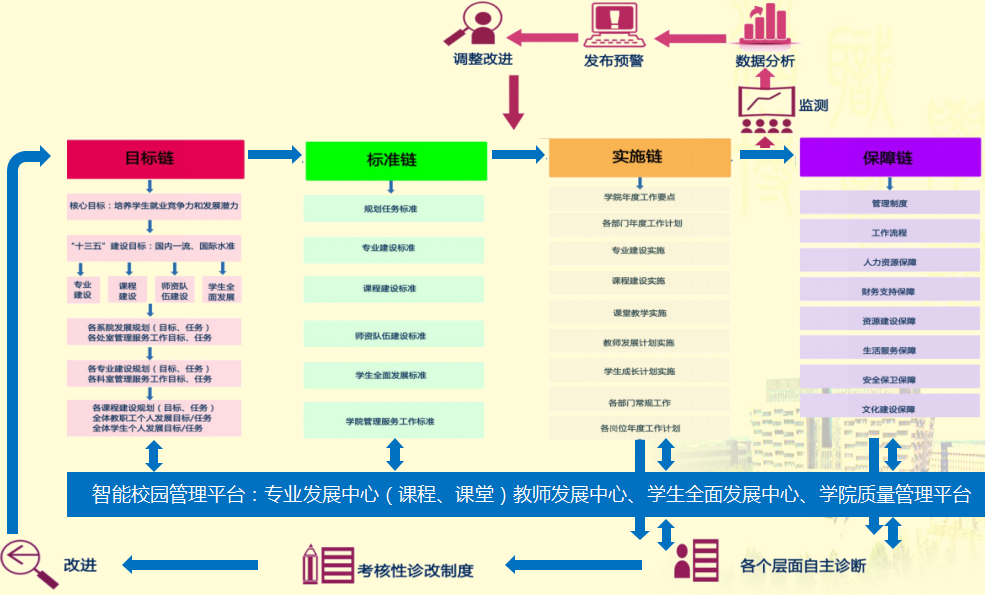 调整改进
发布预警
数据分析
监测
目标链
标准链
实施链
保障链
核心目标：培养学生就业竞争力和发展潜力
“十三五”建设目标：国内一流、国际水准
专业
建设
课程
建设
师资队
伍建设
学生全
面发展
各系院发展规划（目标、任务）
各处室管理服务工作目标、任务
各专业建设规划（目标、任务）
各科室管理服务工作目标、任务
各课程建设规划（目标、任务）
全体教职工个人发展目标/任务
全体学生个人发展目标/任务
规划任务标准
专业建设标准
课程建设标准
师资队伍建设标准
学生全面发展标准
学院管理服务工作标准
学院年度工作要点
各部门年度工作计划
专业建设实施
课程建设实施
课堂教学实施
教师发展计划实施
学生成长计划实施
各部门常规工作
各岗位年度工作计划
管理制度
工作流程
人力资源保障
财务支持保障
资源建设保障
生活服务保障
安全保卫保障
文化建设保障
智能校园管理平台：专业发展中心（课程、课堂）教师发展中心、学生全面发展中心、学院质量管理平台
改进
考核性诊改制度
各个层面自主诊断